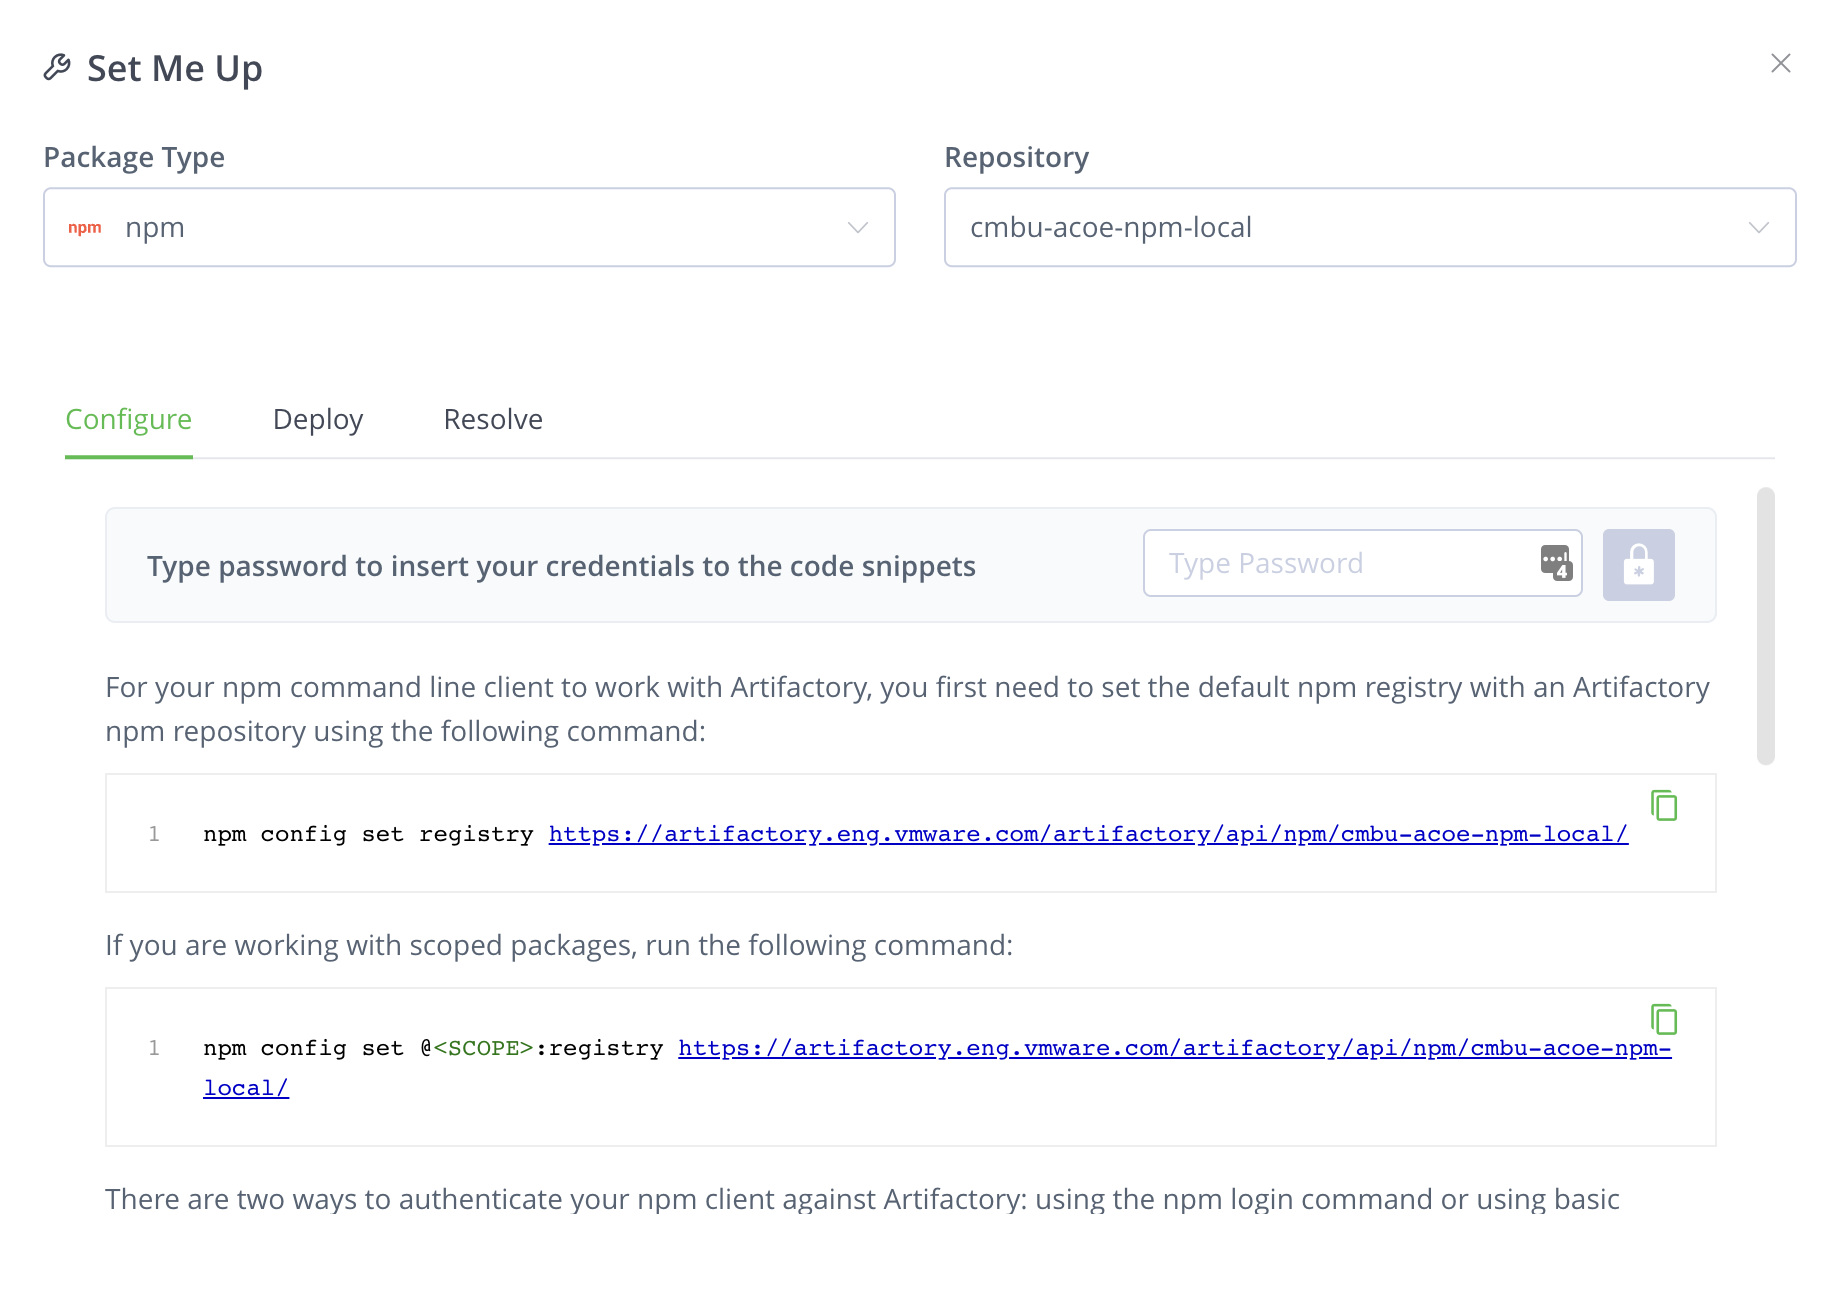 Set Me Up
Package Type
Repository
npm npm
cmbu-acoe-npm-local
Configure Deploy Resolve
Type password to insert your credentials to the code snippets
Type Password
4
For your npm command line client to work with Artifactory, you first need to set the default npm registry with an Artifactory
npm repository using the following command:
1 npm config set registry https://artifactory.eng.vmware.com/artifactory/api/npm/cmbu-acoe-npm-local/
If you are working with scoped packages, run the following command:
1 npm config set @<SCOPE>:registry https://artifactory.eng.vmware.com/artifactory/api/npm/cmbu-acoe-npm-
local/
There are two ways to authenticate your npm client against Artifactory: using the npm login command or using basic